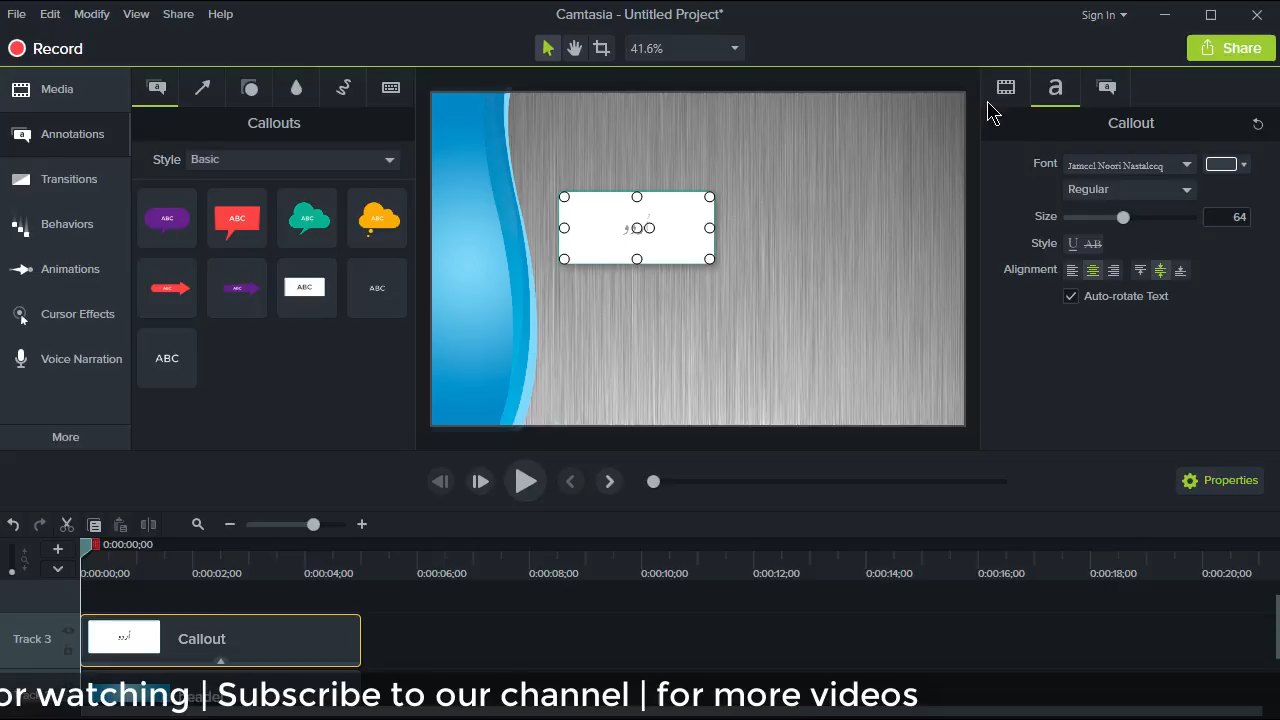 File Edit Modify View Share Help
Camtasia - Untitled Project*
Sign In
Record
41.6%
Share
Media
Annotations
Transitions
Behaviors
Animations
Cursor Effects
Voice Narration
More
Callouts
Style Basic
ABC ABC ABC ABC
ABC ABC ABC ABC
ABC
اردو
Callout
Font Jameel Noori Nastaleeq
Regular
Size 64
Style U AB
Alignment
Auto-rotate Text
Properties
0:00:00;00
0:00:00;00 0:00:02;00 0:00:04;00 0:00:06;00 0:00:08;00 0:00:10;00 0:00:12;00 0:00:14;00 0:00:16;00 0:00:18;00 0:00:20;00
Track 3
اردو
Callout
or watching | Subscribe to our channel | for more videos